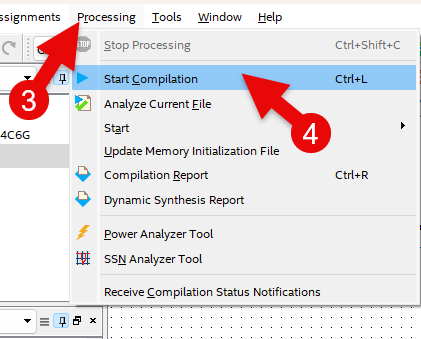 ssignments Processing Tools Window Help
STOP Stop Processing Ctrl+Shift+C
3
Start Compilation Ctrl+L
Analyze Current File
4C6G
Start
4
Update Memory Initialization File
Compilation Report Ctrl+R
Dynamic Synthesis Report
Power Analyzer Tool
SSN Analyzer Tool
Receive Compilation Status Notifications